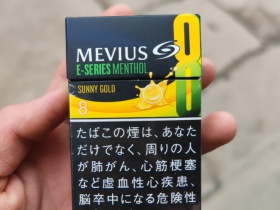 MEVIUS
E-SERIES MENTHOL
SUNNY GOLD
8
8
たばこの煙は、あなた
だけでなく、周りの人
が肺がん、心筋梗塞
など虚血性心疾患、
脳卒中になる危険性